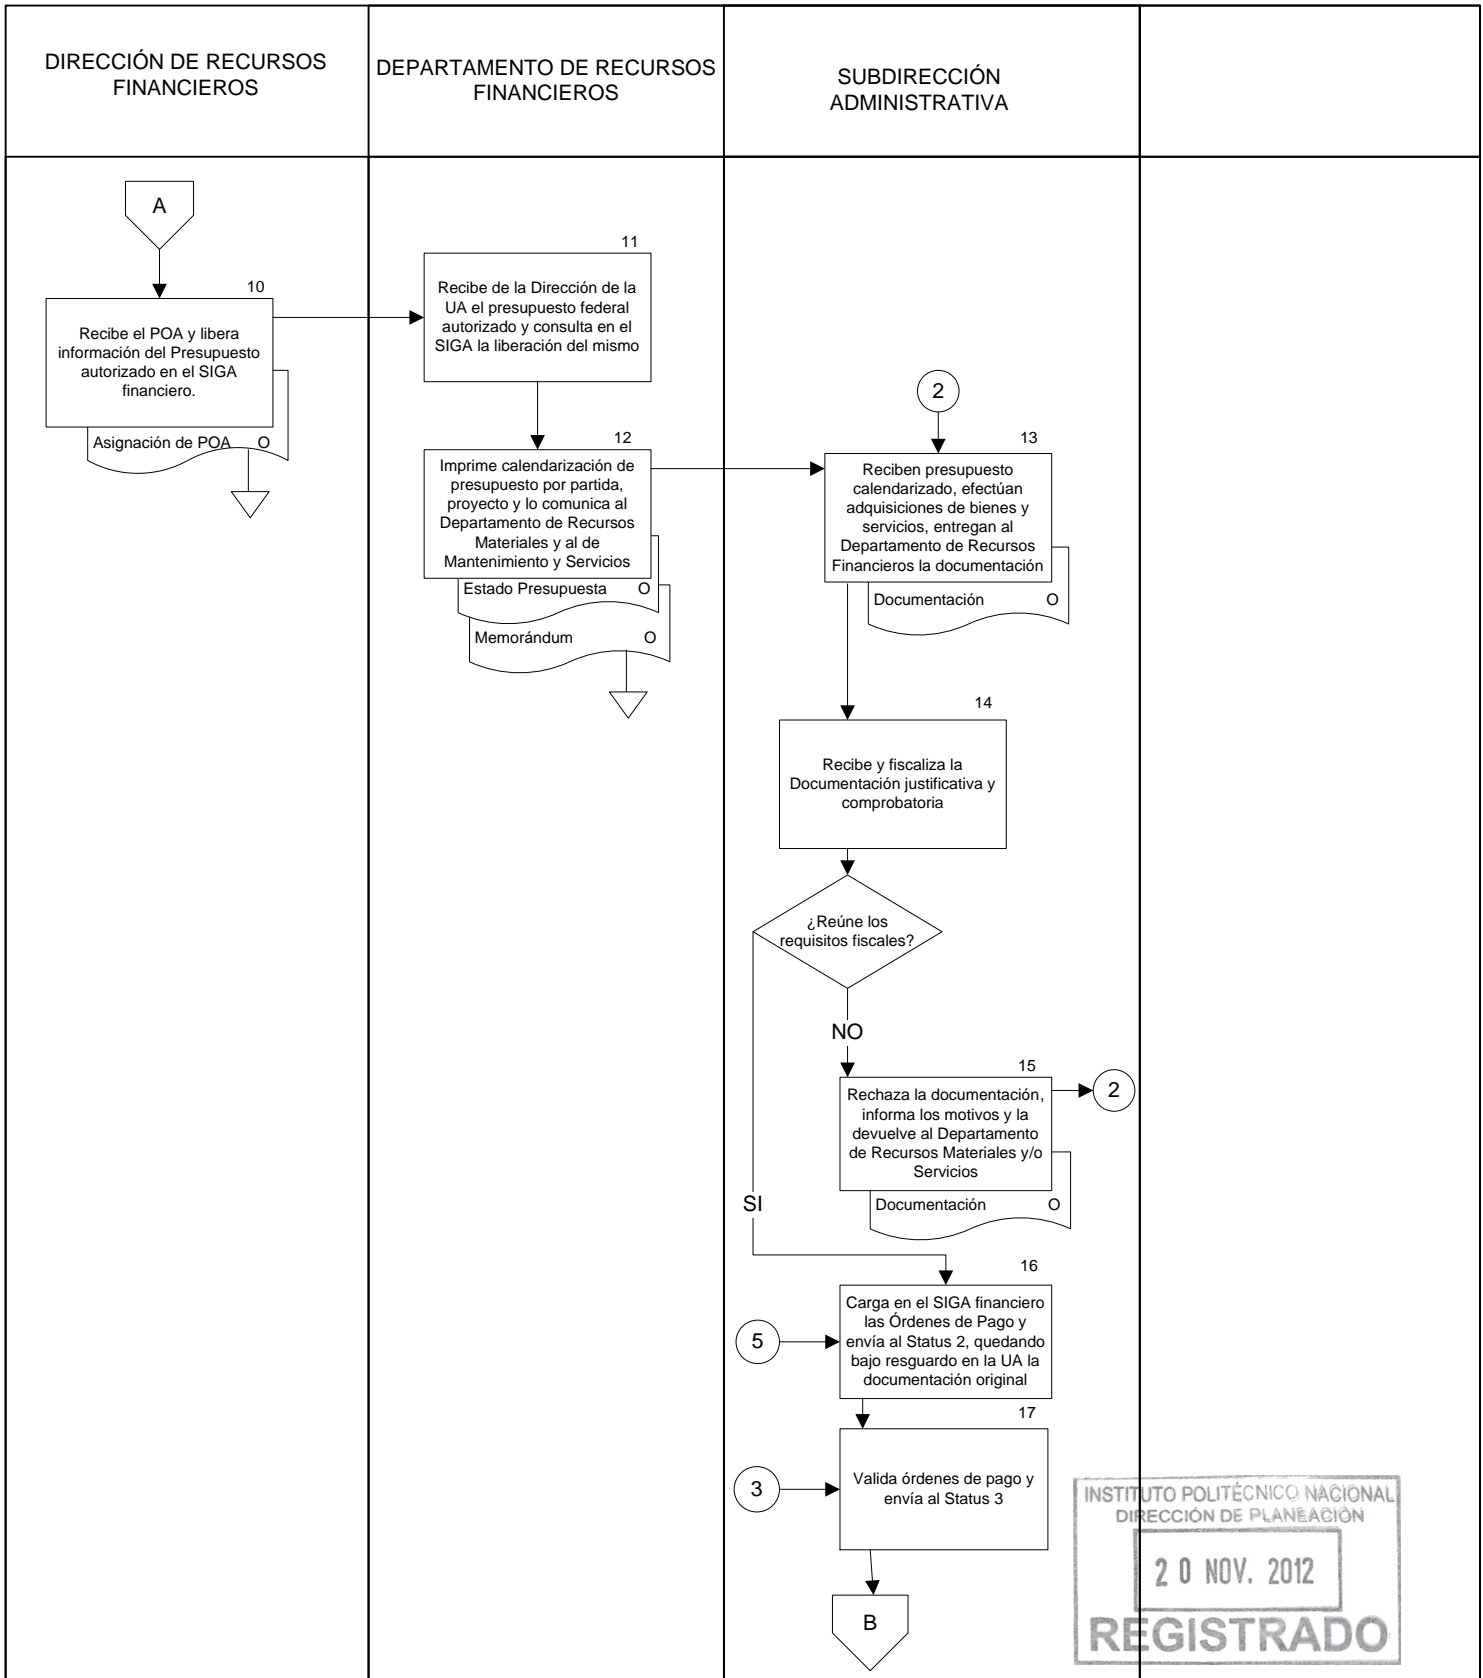 DIRECCIÓN DE RECURSOS
FINANCIEROS
DEPARTAMENTO DE RECURSOS
FINANCIEROS
SUBDIRECCIÓN
ADMINISTRATIVA
A
10
Recibe el POA y libera
información del Presupuesto
autorizado en el SIGA
financiero.
Asignación de POA O
11
Recibe de la Dirección de la
UA el presupuesto federal
autorizado y consulta en el
SIGA la liberación del mismo
12
Imprime calendarización de
presupuesto por partida,
proyecto y lo comunica al
Departamento de Recursos
Materiales y al de
Mantenimiento y Servicios
Estado Presupuesta O
Memorándum O
2
13
Reciben presupuesto
calendarizado, efectúan
adquisiciones de bienes y
servicios, entregan al
Departamento de Recursos
Financieros la documentación
Documentación O
14
Recibe y fiscaliza la
Documentación justificativa y
comprobatoria
¿Reúne los
requisitos fiscales?
NO
15
Rechaza la documentación,
informa los motivos y la
devuelve al Departamento
de Recursos Materiales y/o
Servicios
2
Documentación O
SI
16
Carga en el SIGA financiero
las Órdenes de Pago y
envía al Status 2, quedando
bajo resguardo en la UA la
documentación original
5
17
Valida órdenes de pago y
envía al Status 3
3
B
INSTITUTO POLITÉCNICO NACIONAL
DIRECCIÓN DE PLANEACIÓN
20 NOV. 2012
REGISTRADO